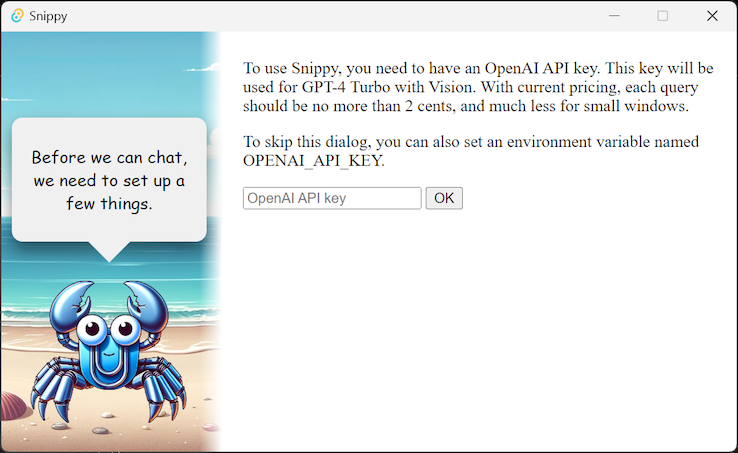 Snippy
Before we can chat,
we need to set up a
few things.
To use Snippy, you need to have an OpenAI API key. This key will be
used for GPT-4 Turbo with Vision. With current pricing, each query
should be no more than 2 cents, and much less for small windows.
To skip this dialog, you can also set an environment variable named
OPENAI_API_KEY.
OpenAI API key
OK